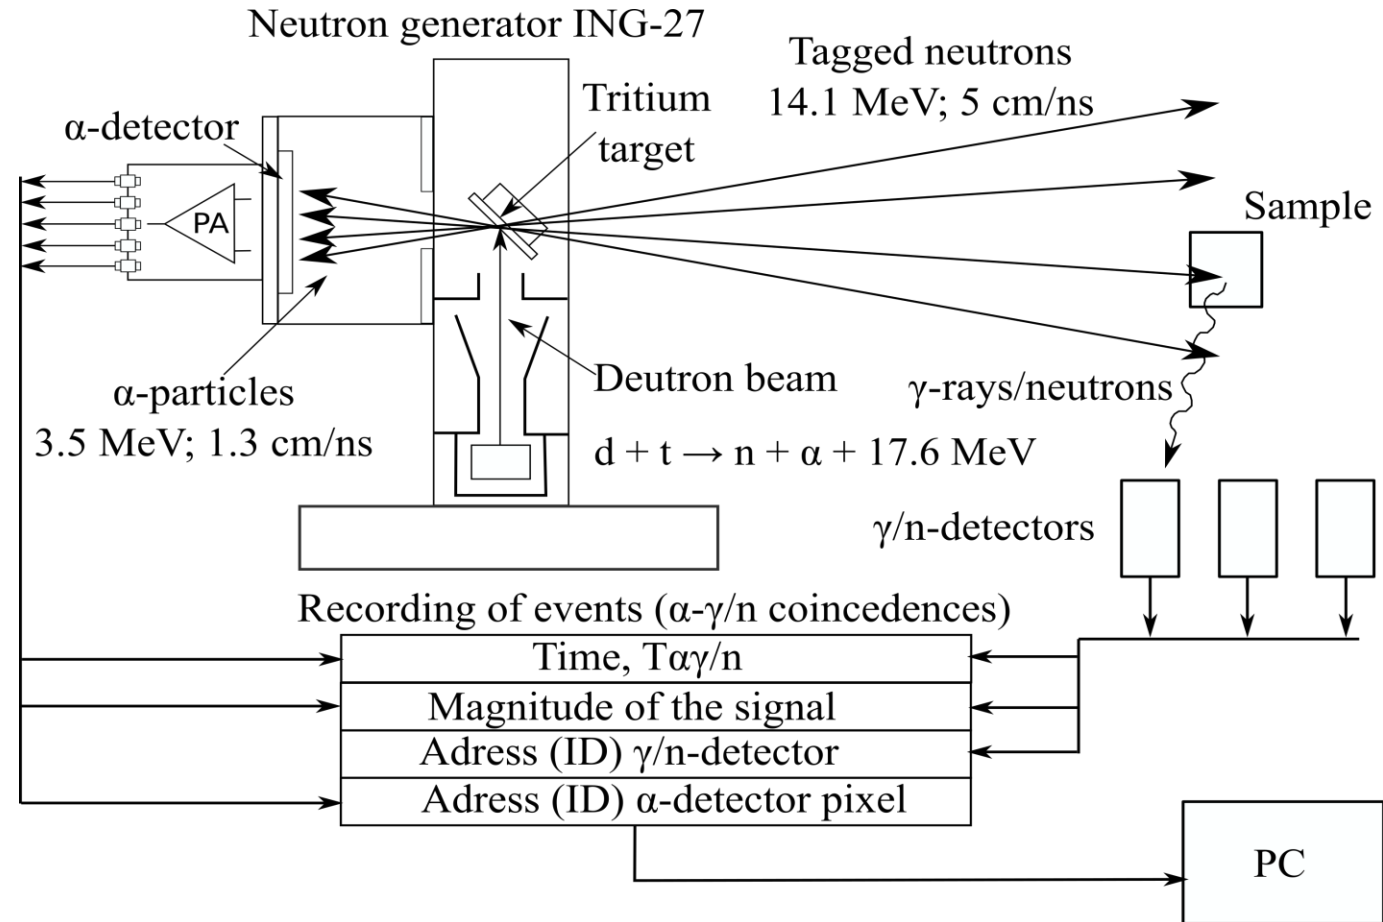 Neutron generator ING-27
Tagged neutrons
14.1 MeV; 5 cm/ns
Tritium
target
α-detector
Sample
PA
α-particles
3.5 MeV; 1.3 cm/ns
Deutron beam
γ-rays/neutrons
d + t → n + α + 17.6 MeV
γ/n-detectors
Recording of events (α-γ/n coincedences)
Time, Tαγ/n
Magnitude of the signal
Adress (ID) γ/n-detector
Adress (ID) α-detector pixel
PC